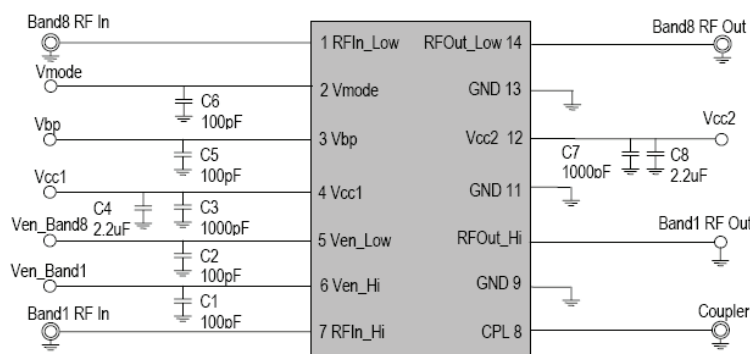 Band8 RF In
1 RFIn_Low
RFOut_Low 14
Band8 RF Out
Vmode
2 Vmode
GND 13
C6
100pF
Vbp
3 Vbp
Vcc2 12
Vcc2
C5
100pF
C7
1000pF
C8
2.2uF
Vcc1
4 Vcc1
GND 11
C4
2.2uF
C3
1000pF
Ven_Band8
5 Ven_Low
RFOut_Hi
Band1 RF Out
C2
100pF
Ven_Band1
6 Ven_Hi
GND 9
C1
100pF
Band1 RF In
7 RFIn_Hi
CPL 8
Coupler